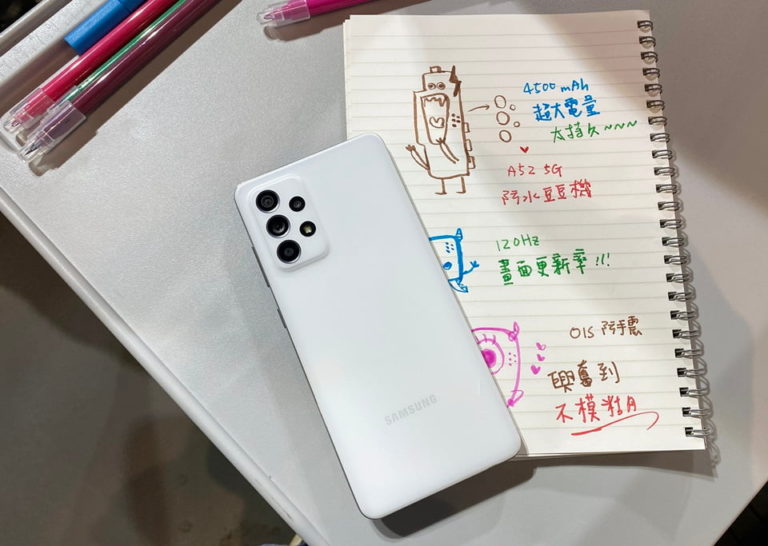 4500 mAh
超大電量
太持久~~~
A52 5G
防水豆豆機
120Hz
畫面更新率!!!
OIS 防手震
興奮到
不模糊
SAMSUNG